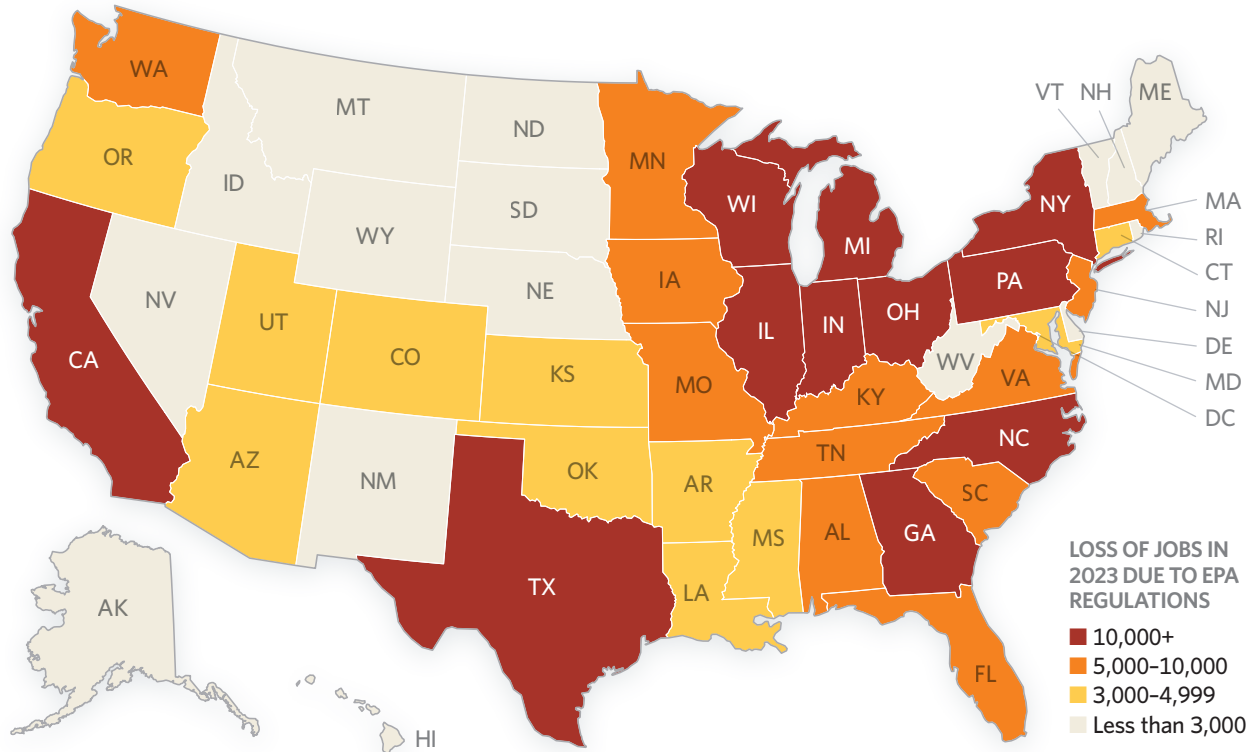 WA
MT
ND
MN
VT NH ME
OR
ID
SD
WI
NY
MA
WY
MI
RI
IA
PA
CT
NV
NE
NJ
UT
IL
IN
OH
DE
CA
CO
KS
MO
WV
VA
MD
KY
DC
AZ
NM
OK
AR
TN
NC
SC
MS
AL
GA
TX
LA
AK
FL
HI
LOSS OF JOBS IN
2023 DUE TO EPA
REGULATIONS
10,000+
5,000–10,000
3,000–4,999
Less than 3,000